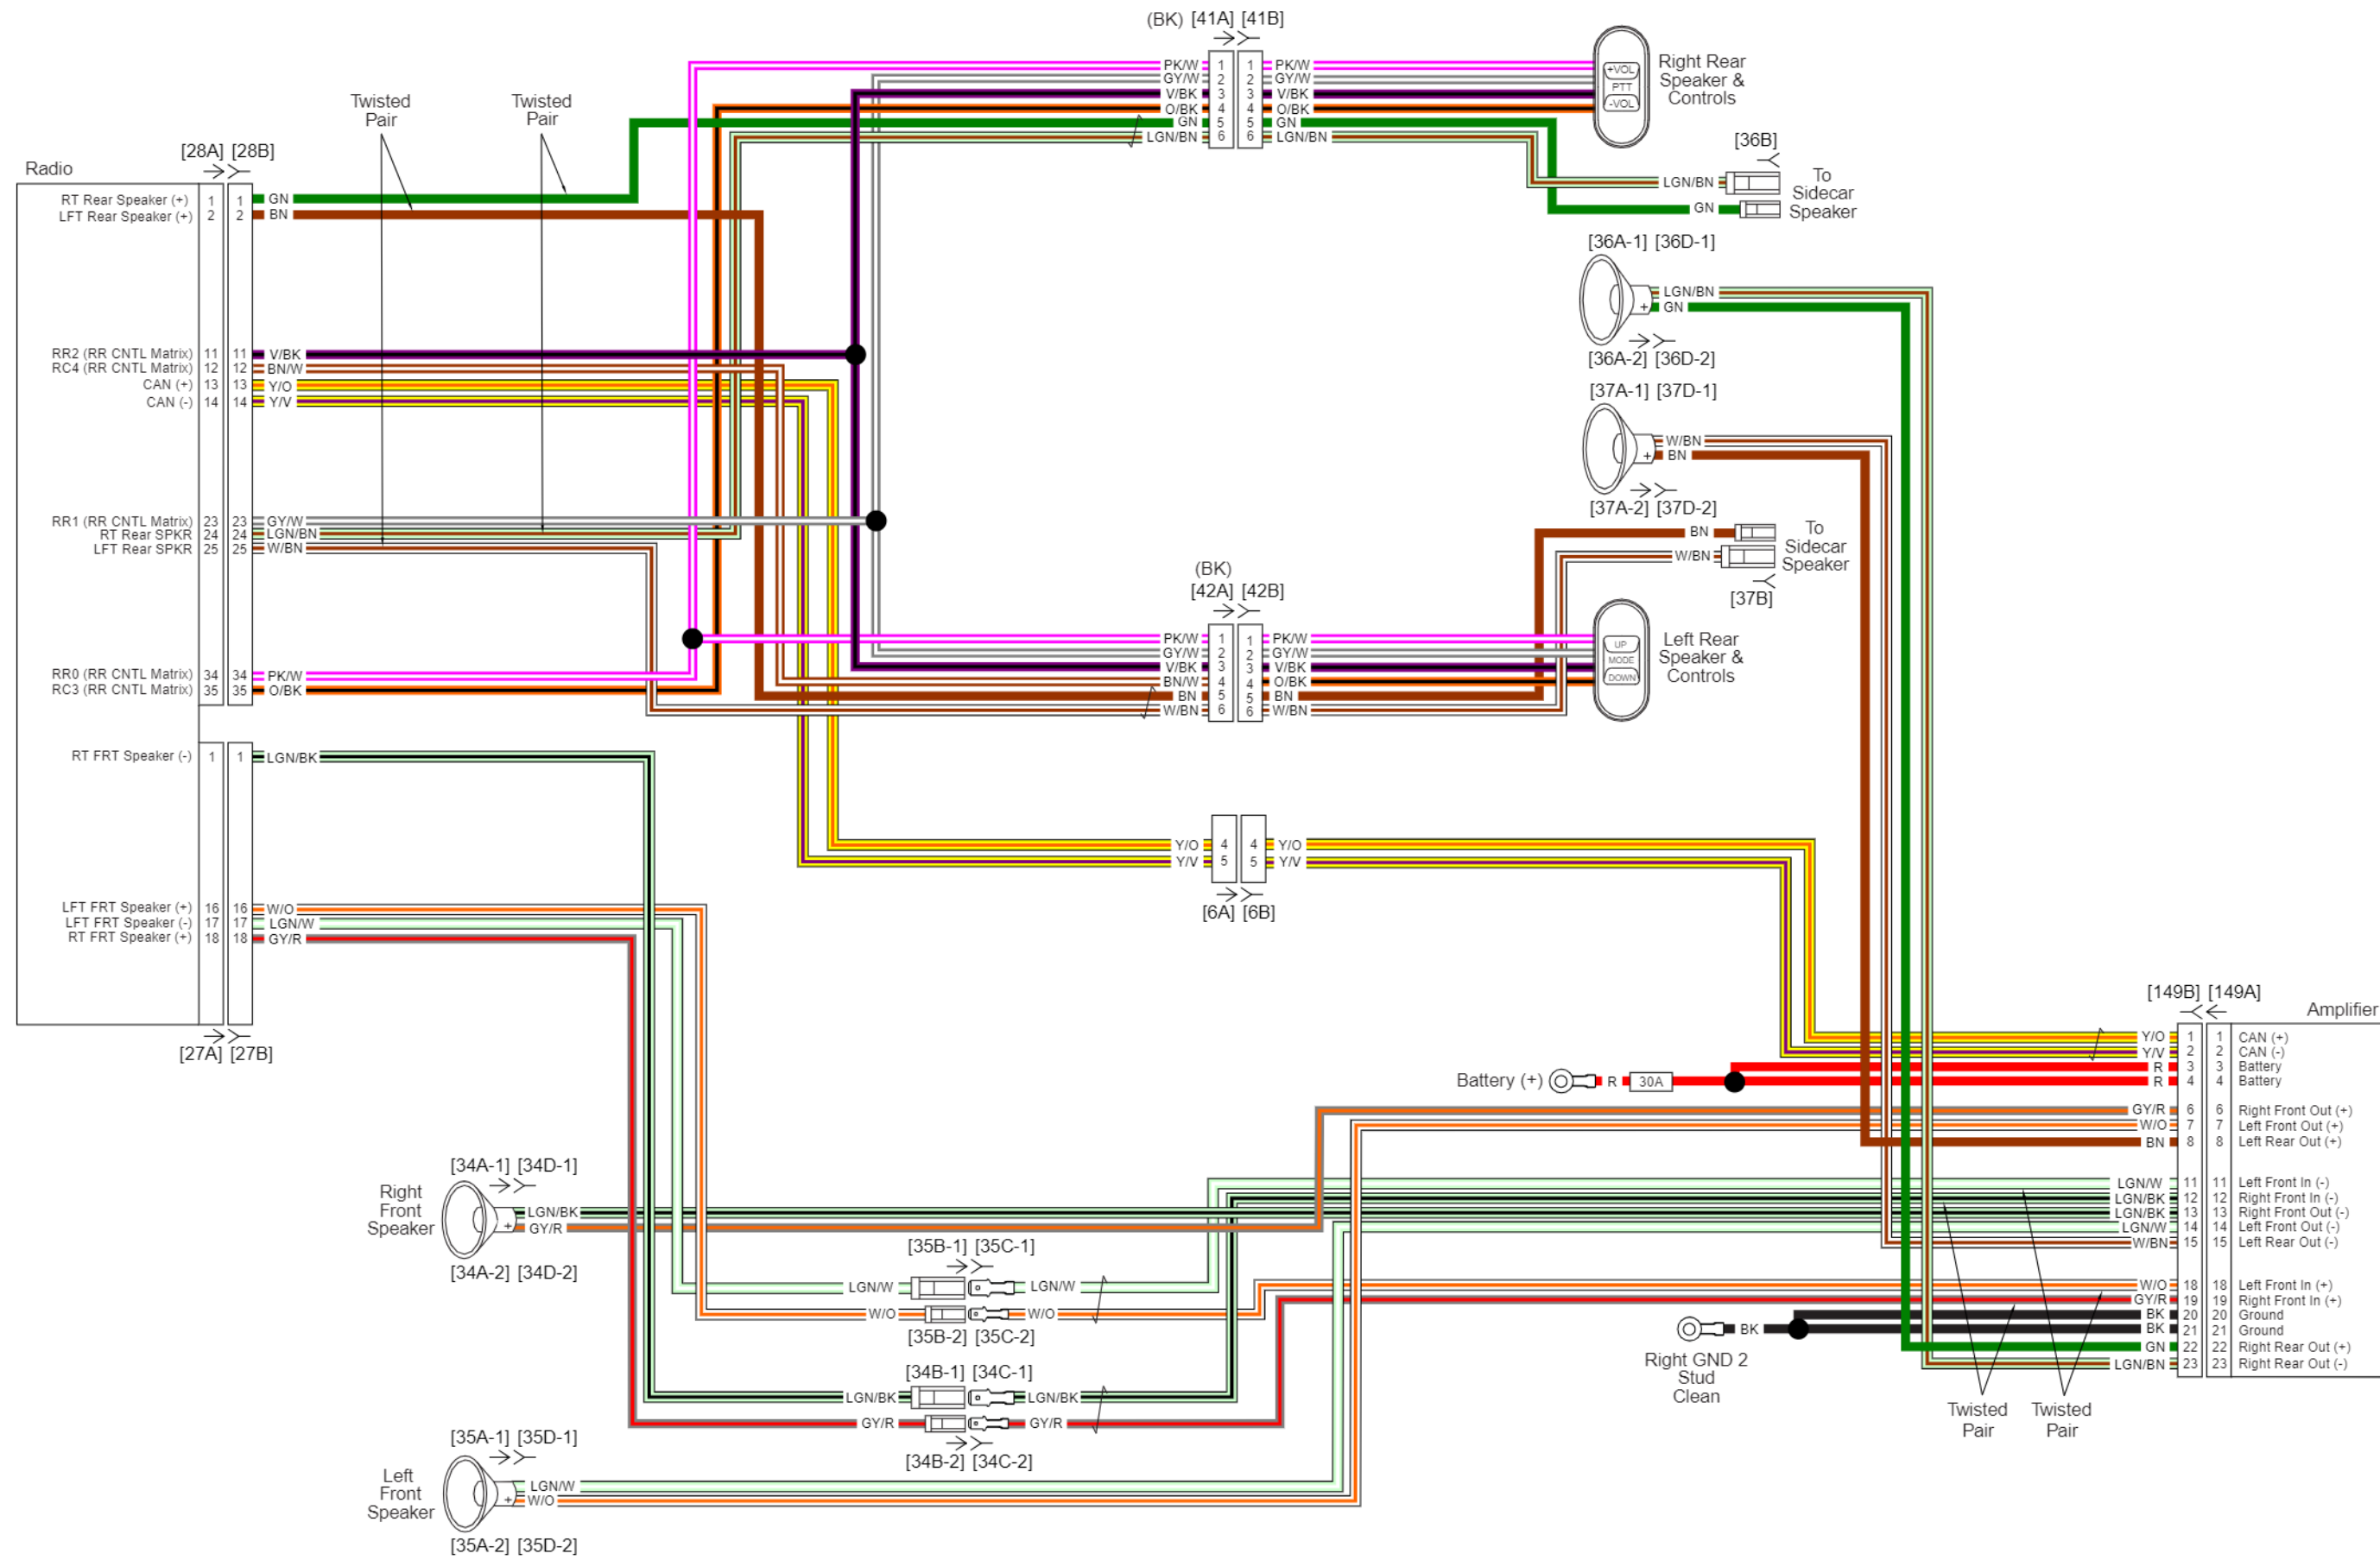 (BK) [41A] [41B]
PK/W 1 1 PK/W
GY/W 2 2 GY/W
V/BK 3 3 V/BK
O/BK 4 4 O/BK
GN 5 5 GN
LGN/BN 6 6 LGN/BN
+VOL
PTT
-VOL
Right Rear
Speaker &
Controls
Twisted
Pair
Twisted
Pair
[36B]
LGN/BN
GN
To
Sidecar
Speaker
[28A] [28B]
Radio
RT Rear Speaker (+) 1 1 GN
LFT Rear Speaker (+) 2 2 BN
RR2 (RR CNTL Matrix) 11 11 V/BK
RC4 (RR CNTL Matrix) 12 12 BN/W
CAN (+) 13 13 Y/O
CAN (-) 14 14 Y/V
RR1 (RR CNTL Matrix) 23 23 GY/W
RT Rear SPKR 24 24 LGN/BN
LFT Rear SPKR 25 25 W/BN
RR0 (RR CNTL Matrix) 34 34 PK/W
RC3 (RR CNTL Matrix) 35 35 O/BK
RT FRT Speaker (-) 1 1 LGN/BK
LFT FRT Speaker (+) 16 16 W/O
LFT FRT Speaker (-) 17 17 LGN/W
RT FRT Speaker (+) 18 18 GY/R
[27A] [27B]
[36A-1] [36D-1]
LGN/BN
+ GN
[36A-2] [36D-2]
[37A-1] [37D-1]
W/BN
+ BN
[37A-2] [37D-2]
BN
W/BN
To
Sidecar
Speaker
[37B]
(BK)
[42A] [42B]
PK/W 1 1 PK/W
GY/W 2 2 GY/W
V/BK 3 3 V/BK
BN/W 4 4 O/BK
BN 5 5 BN
W/BN 6 6 W/BN
UP
MODE
DOWN
Left Rear
Speaker &
Controls
Y/O 4 4 Y/O
Y/V 5 5 Y/V
[6A] [6B]
[149B] [149A]
Amplifier
Y/O 1 1 CAN (+)
Y/V 2 2 CAN (-)
R 3 3 Battery
R 4 4 Battery
GY/R 6 6 Right Front Out (+)
W/O 7 7 Left Front Out (+)
BN 8 8 Left Rear Out (+)
LGN/W 11 11 Left Front In (-)
LGN/BK 12 12 Right Front In (-)
LGN/BK 13 13 Right Front Out (-)
LGN/W 14 14 Left Front Out (-)
W/BN 15 15 Left Rear Out (-)
W/O 18 18 Left Front In (+)
GY/R 19 19 Right Front In (+)
BK 20 20 Ground
BK 21 21 Ground
GN 22 22 Right Rear Out (+)
LGN/BN 23 23 Right Rear Out (-)
Battery (+) R 30A
BK
Right GND 2
Stud
Clean
Twisted
Pair
Twisted
Pair
[34A-1] [34D-1]
Right
Front
Speaker
LGN/BK
+ GY/R
[34A-2] [34D-2]
[35B-1] [35C-1]
LGN/W LGN/W
W/O W/O
[35B-2] [35C-2]
[34B-1] [34C-1]
LGN/BK LGN/BK
GY/R GY/R
[34B-2] [34C-2]
[35A-1] [35D-1]
Left
Front
Speaker
LGN/W
+ W/O
[35A-2] [35D-2]